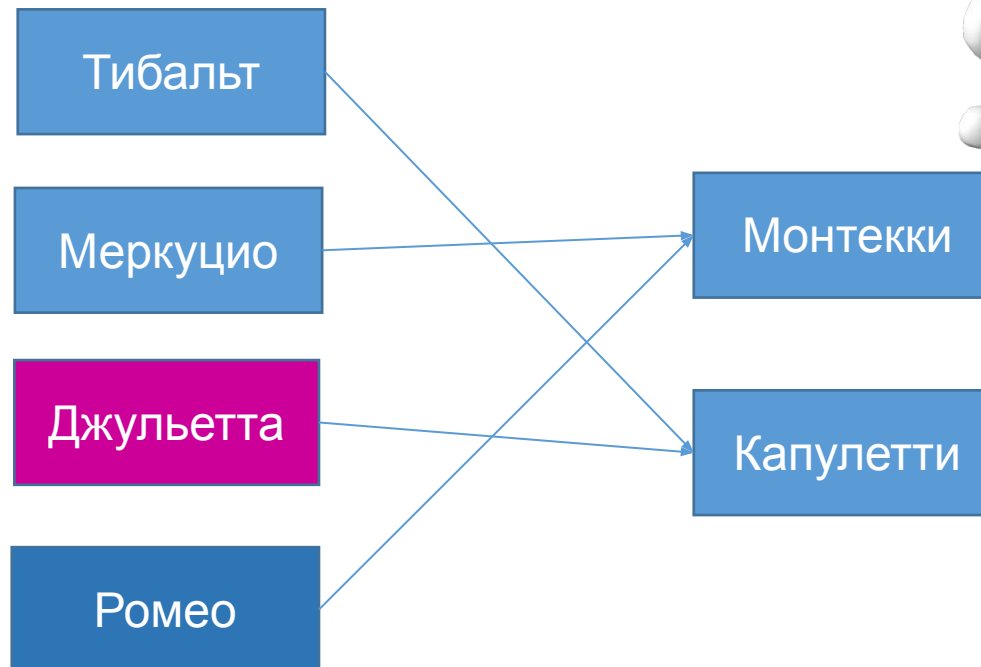 Тибальт
Меркуцио
Джульетта
Ромео
Монтекки
Капулетти